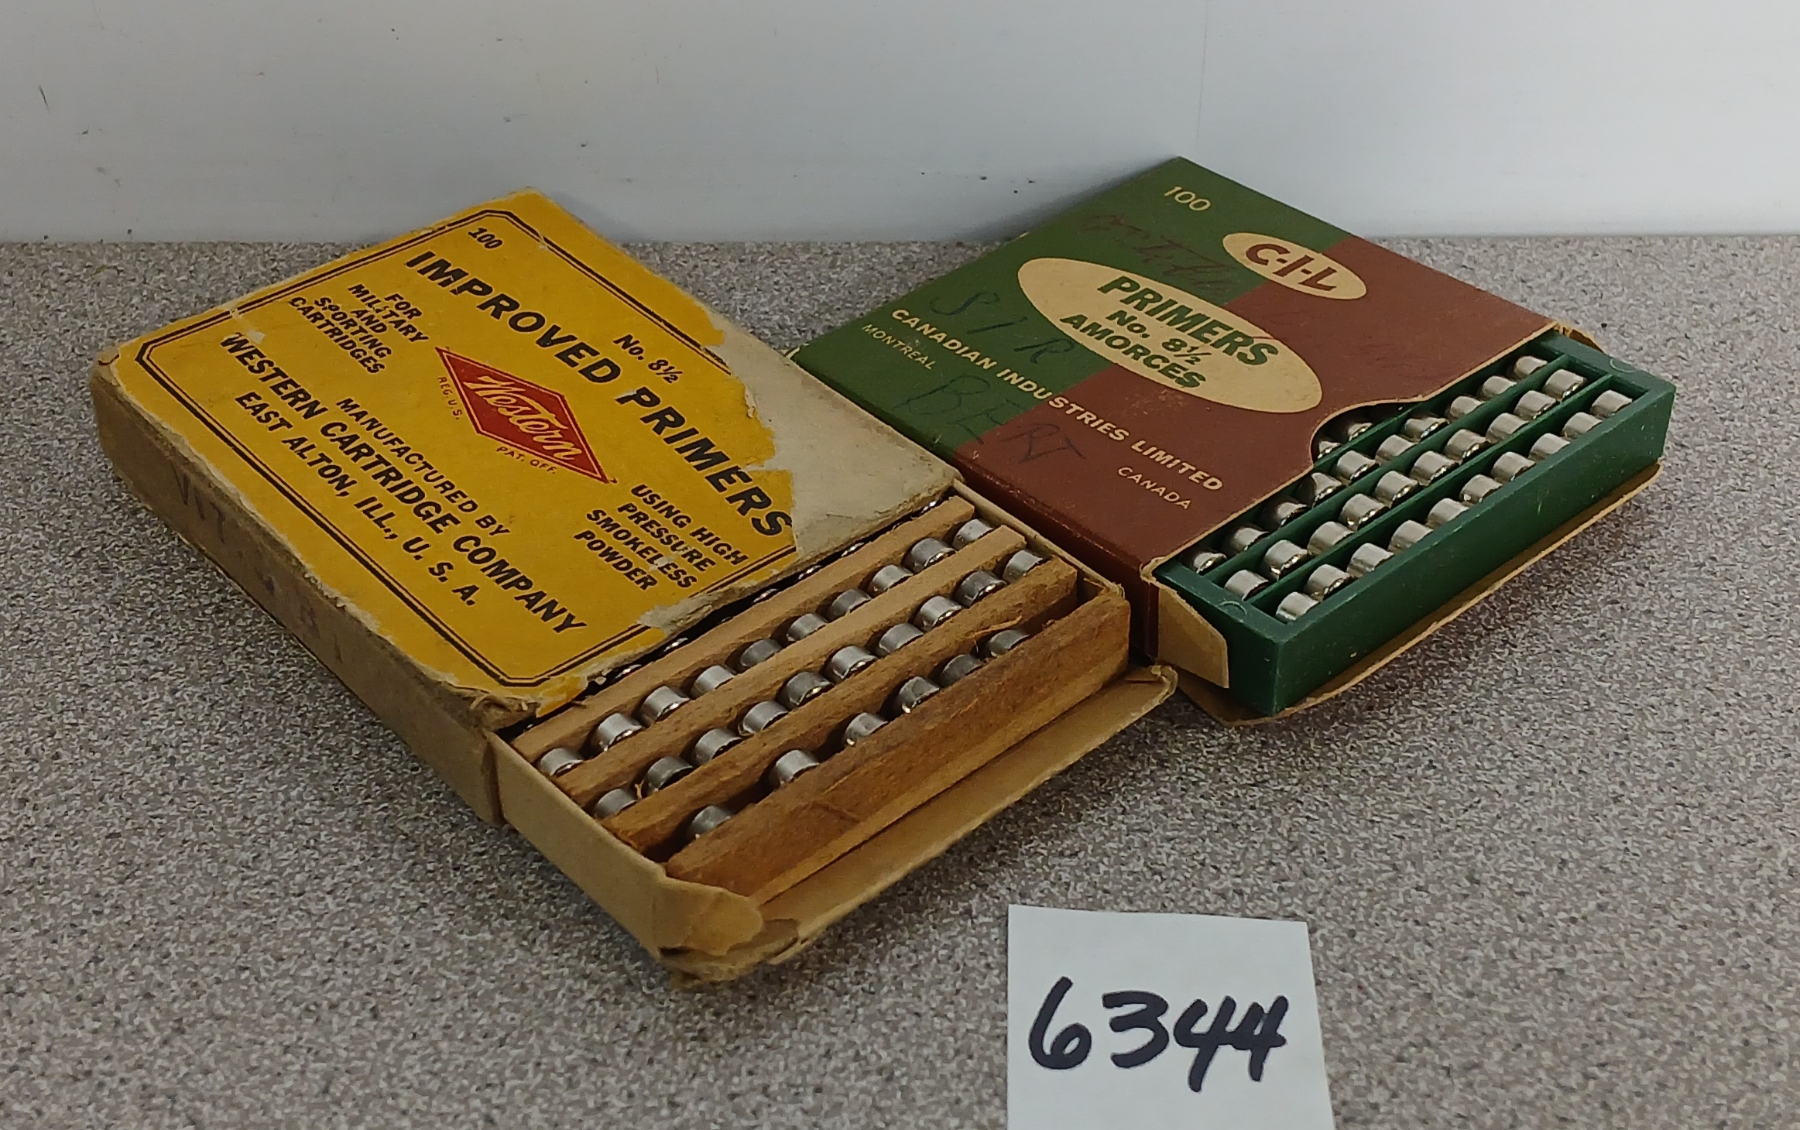 100
IMPROVED PRIMERS
No. 8½
FOR
MILITARY
AND
SPORTING
CARTRIDGES
Western
REG. U.S.
PAT. OFF.
USING HIGH
PRESSURE
SMOKELESS
POWDER
MANUFACTURED BY
WESTERN CARTRIDGE COMPANY
EAST ALTON, ILL., U. S. A.
100
C-I-L
PRIMERS
No. 8½
AMORCES
S/R
BERT
CANADIAN INDUSTRIES LIMITED
MONTREAL
CANADA
6344